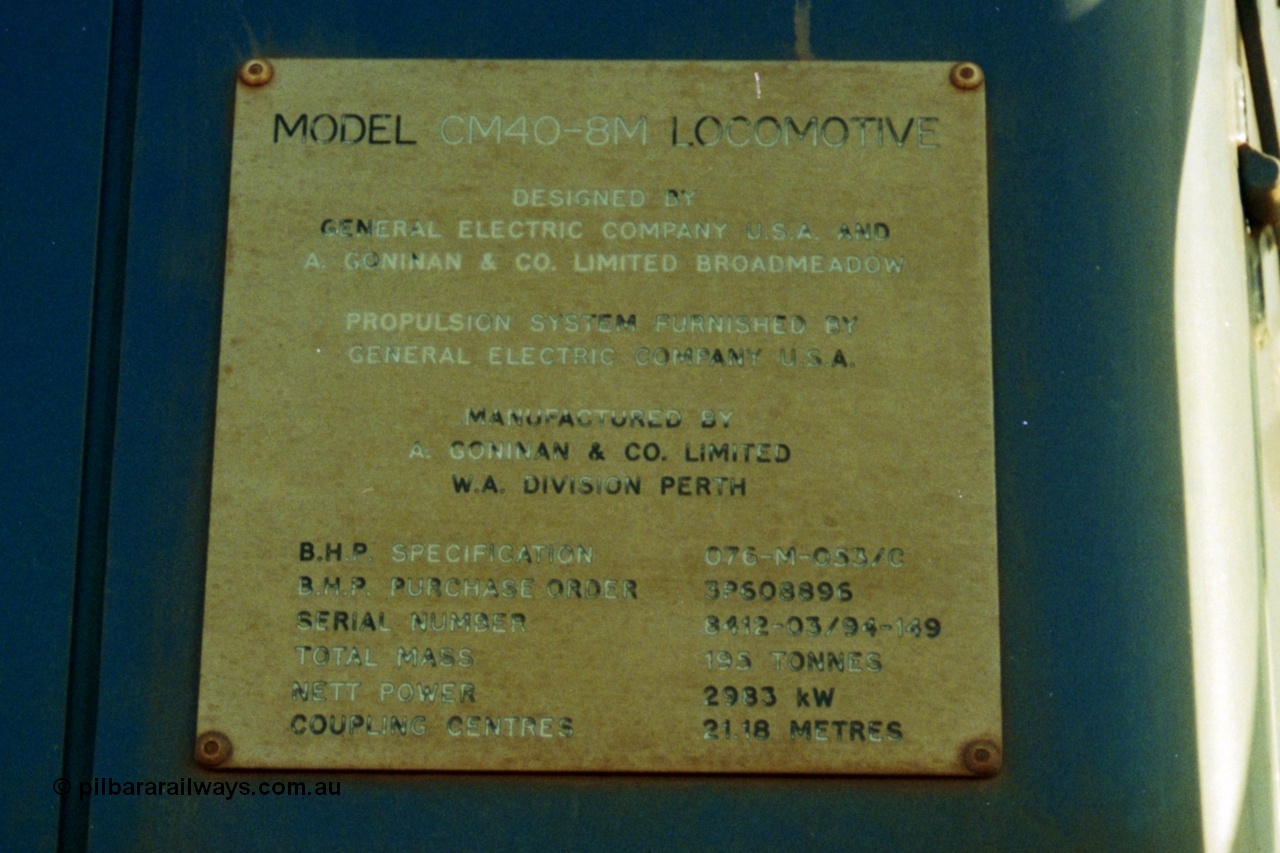 MODEL CM40-8M LOCOMOTIVE
DESIGNED BY
GENERAL ELECTRIC COMPANY U.S.A. AND
A. GONINAN & CO. LIMITED BROADMEADOW
PROPULSION SYSTEM FURNISHED BY
GENERAL ELECTRIC COMPANY U.S.A.
MANUFACTURED BY
A. GONINAN & CO. LIMITED
W.A. DIVISION PERTH
B.H.P. SPECIFICATION 076-M-053/C
B.H.P. PURCHASE ORDER
SERIAL NUMBER 8412-03/94-149
TOTAL MASS 195 TONNES
NETT POWER 2983 kW
COUPLING CENTRES 21.18 METRES
© pilbararailways.com.au